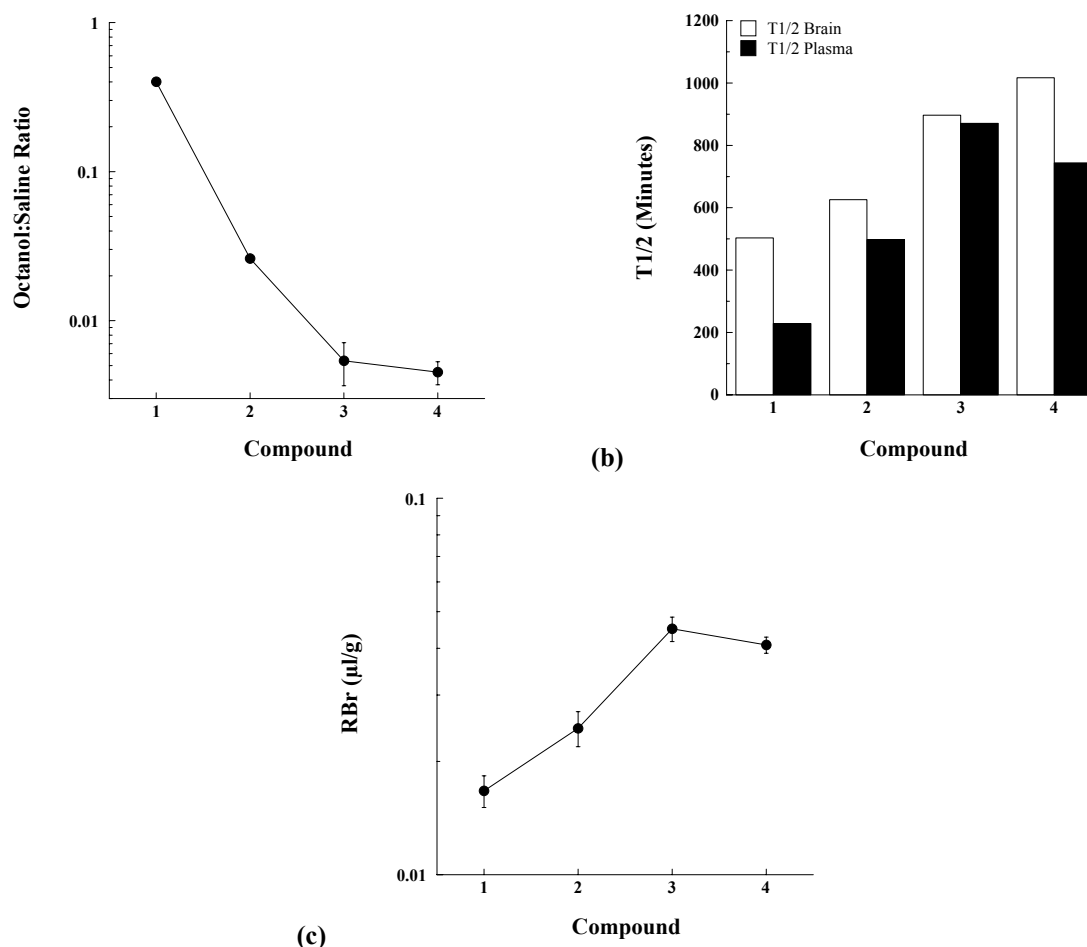 1
0.1
0.01
Octanol:Saline Ratio
1 2 3 4
Compound
1200
1000
800
600
400
200
0
T1/2 (Minutes)
T1/2 Brain
T1/2 Plasma
1 2 3 4
Compound
(b)
0.1
0.01
RBr (µl/g)
1 2 3 4
Compound
(c)